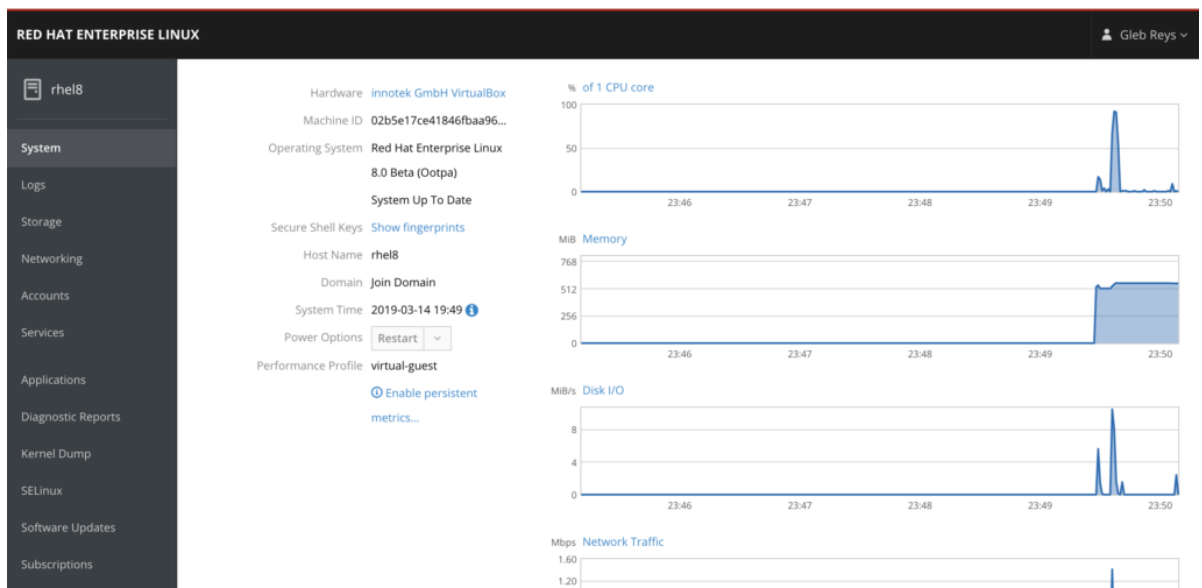 RED HAT ENTERPRISE LINUX
Gleb Reys
rhel8
System
Logs
Storage
Networking
Accounts
Services
Applications
Diagnostic Reports
Kernel Dump
SELinux
Software Updates
Subscriptions
Hardware innotek GmbH VirtualBox
Machine ID 02b5e17ce41846fbaa96...
Operating System Red Hat Enterprise Linux
8.0 Beta (Ootpa)
System Up To Date
Secure Shell Keys Show fingerprints
Host Name rhel8
Domain Join Domain
System Time 2019-03-14 19:49
Power Options Restart
Performance Profile virtual-guest
Enable persistent
metrics...
% of 1 CPU core
100
50
0
23:46 23:47 23:48 23:49 23:50
MiB Memory
768
512
256
0
23:46 23:47 23:48 23:49 23:50
MiB/s Disk I/O
8
4
0
23:46 23:47 23:48 23:49 23:50
Mbps Network Traffic
1.60
1.20